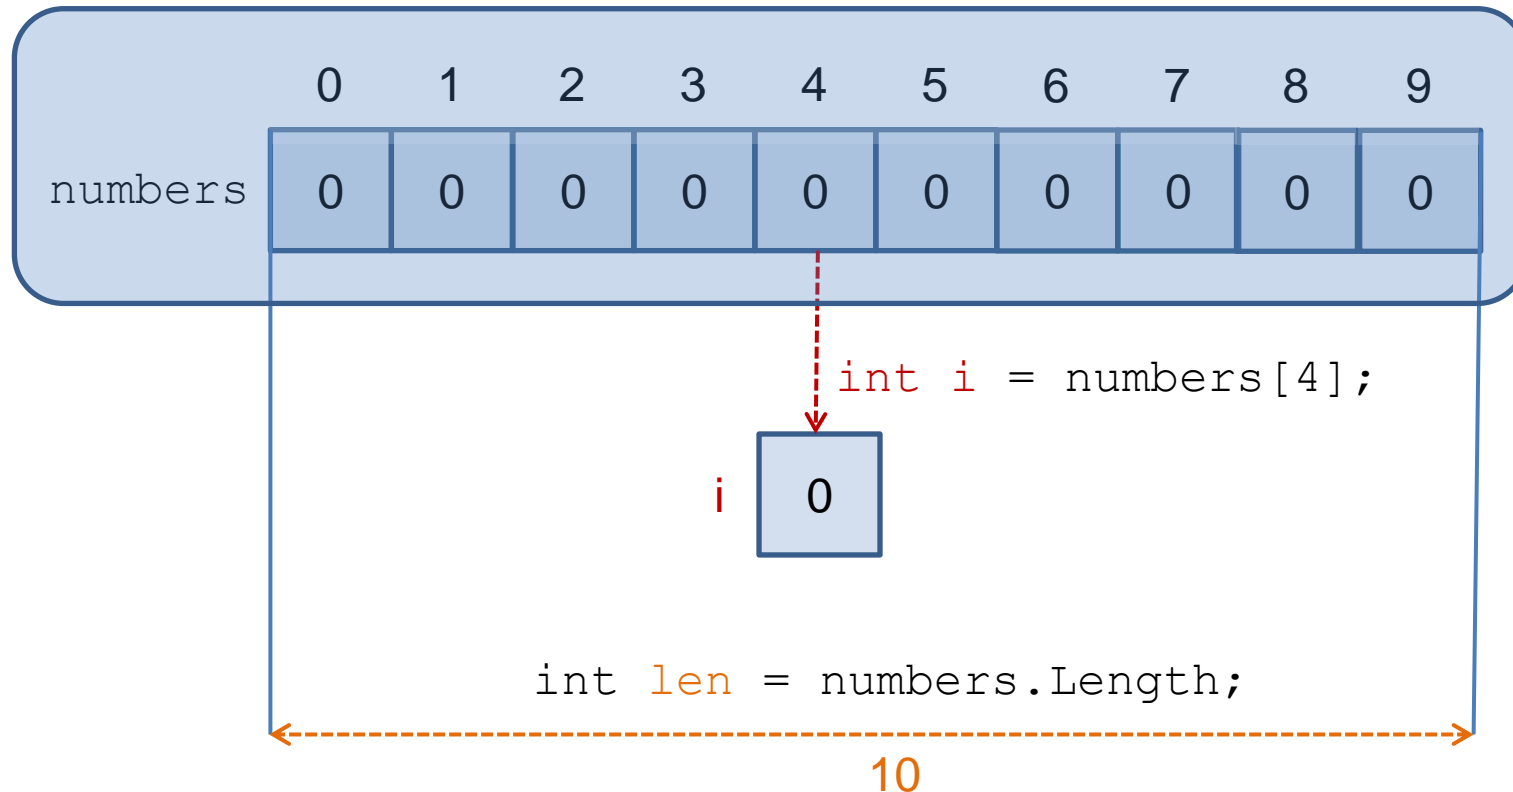 0 1 2 3 4 5 6 7 8 9
numbers 0 0 0 0 0 0 0 0 0 0
int i = numbers[4];
i 0
int len = numbers.Length;
10